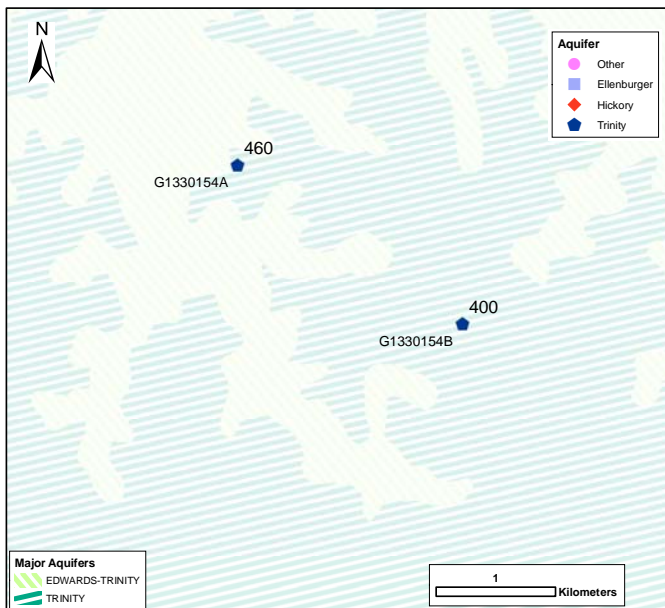 N
Aquifer
Other
Ellenburger
Hickory
Trinity
460
G1330154A
400
G1330154B
Major Aquifers
EDWARDS-TRINITY
TRINITY
1
Kilometers